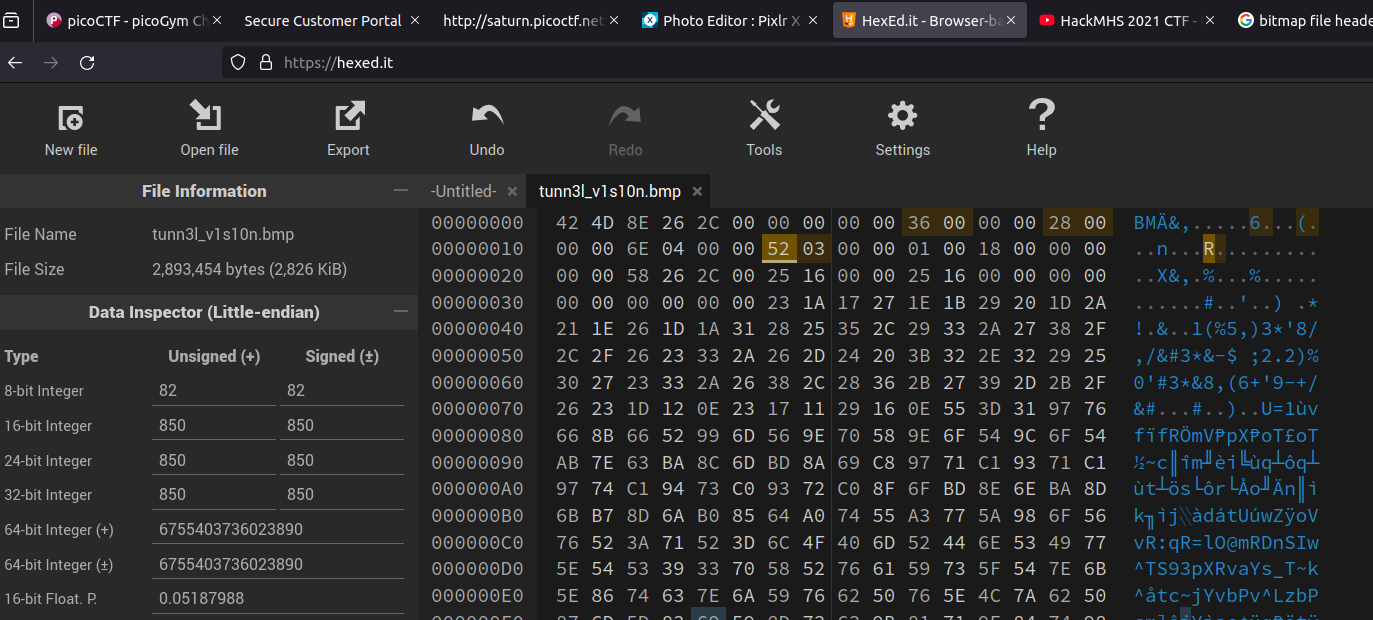 picoCTF - picoGym Ch
Secure Customer Portal
http://saturn.picoctf.net
Photo Editor : Pixlr X
HexEd.it - Browser-ba
HackMHS 2021 CTF -
bitmap file heade
https://hexed.it
New file
Open file
Export
Undo
Redo
Tools
Settings
Help
File Information
-Untitled-
tunn3l_v1s10n.bmp
File Name tunn3l_v1s10n.bmp
File Size 2,893,454 bytes (2,826 KiB)
Data Inspector (Little-endian)
Type Unsigned (+) Signed (±)
8-bit Integer 82 82
16-bit Integer 850 850
24-bit Integer 850 850
32-bit Integer 850 850
64-bit Integer (+) 6755403736023890
64-bit Integer (±) 6755403736023890
16-bit Float. P. 0.05187988
00000000 42 4D 8E 26 2C 00 00 00 00 00 36 00 00 00 28 00 BMÄ&,.....6...(.
00000010 00 00 6E 04 00 00 52 03 00 00 01 00 18 00 00 00 ..n...R.........
00000020 00 00 58 26 2C 00 25 16 00 00 25 16 00 00 00 00 ..X&,.%...%.....
00000030 00 00 00 00 00 00 23 1A 17 27 1E 1B 29 20 1D 2A ......#..'..) .*
00000040 21 1E 26 1D 1A 31 28 25 35 2C 29 33 2A 27 38 2F !.&..1(%5,)3*'8/
00000050 2C 2F 26 23 33 2A 26 2D 24 20 3B 32 2E 32 29 25 ,/&#3*&-$ ;2.2)%
00000060 30 27 23 33 2A 26 38 2C 28 36 2B 27 39 2D 2B 2F 0'#3*&8,(6+'9-+/
00000070 26 23 1D 12 0E 23 17 11 29 16 0E 55 3D 31 97 76 &#...#..)..U=1ùv
00000080 66 8B 66 52 99 6D 56 9E 70 58 9E 6F 54 9C 6F 54 fïfRÖmV₧pX₧oT£oT
00000090 AB 7E 63 BA 8C 6D BD 8A 69 C8 97 71 C1 93 71 C1 ½~c║îm╜èi╚ùq┴ôq┴
000000A0 97 74 C1 94 73 C0 93 72 C0 8F 6F BD 8E 6E BA 8D ùt┴ös└ôr└Åo╜Än║ì
000000B0 6B B7 8D 6A B0 85 64 A0 74 55 A3 77 5A 98 6F 56 k╖ìj░àdátUúwZÿoV
000000C0 76 52 3A 71 52 3D 6C 4F 40 6D 52 44 6E 53 49 77 vR:qR=lO@mRDnSIw
000000D0 5E 54 53 39 33 70 58 52 76 61 59 73 5F 54 7E 6B ^TS93pXRvaYs_T~k
000000E0 5E 86 74 63 7E 6A 59 76 62 50 76 5E 4C 7A 62 50 ^åtc~jYvbPv^LzbP